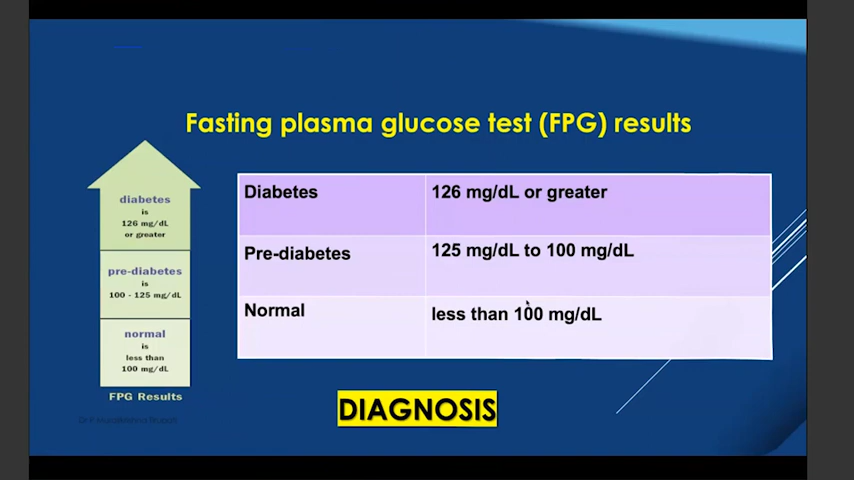 Fasting plasma glucose test (FPG) results
diabetes
is
126 mg/dL
or greater
pre-diabetes
is
100 - 125 mg/dL
normal
is
less than
100 mg/dL
FPG Results
Diabetes 126 mg/dL or greater
Pre-diabetes 125 mg/dL to 100 mg/dL
Normal less than 100 mg/dL
DIAGNOSIS